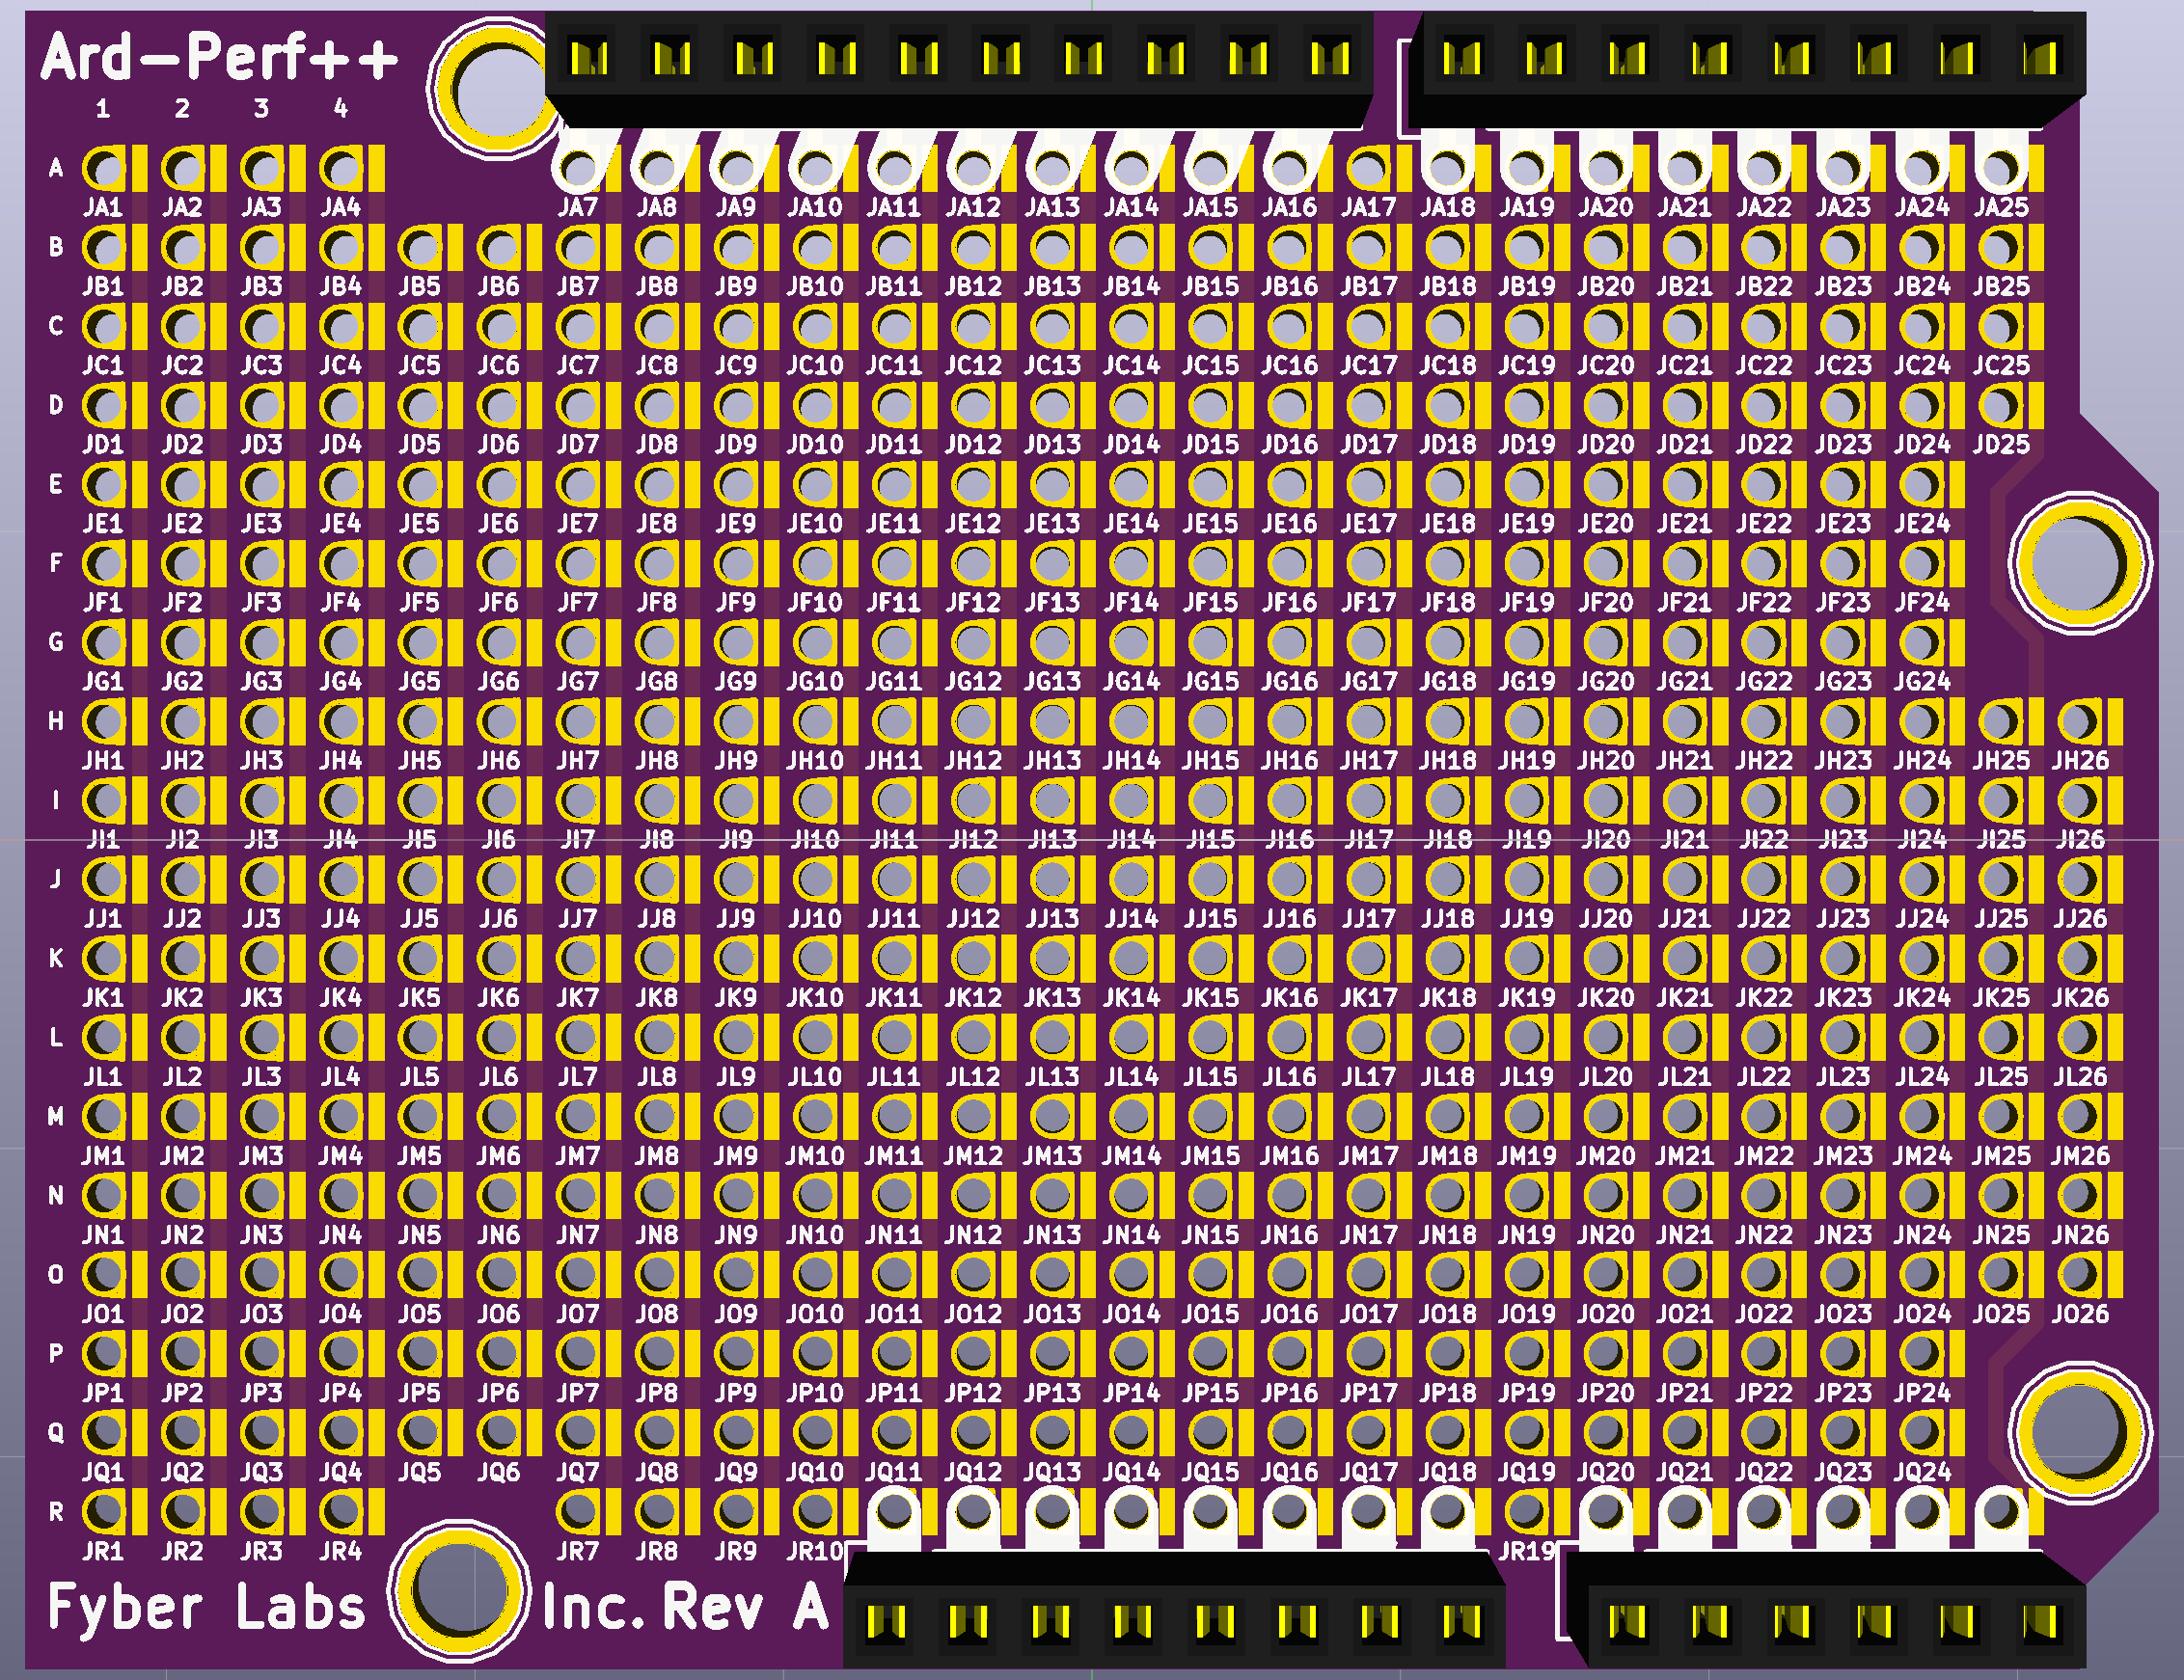 Ard-Perf++
1 2 3 4
A
JA1 JA2 JA3 JA4 JA7 JA8 JA9 JA10 JA11 JA12 JA13 JA14 JA15 JA16 JA17 JA18 JA19 JA20 JA21 JA22 JA23 JA24 JA25
B
JB1 JB2 JB3 JB4 JB5 JB6 JB7 JB8 JB9 JB10 JB11 JB12 JB13 JB14 JB15 JB16 JB17 JB18 JB19 JB20 JB21 JB22 JB23 JB24 JB25
C
JC1 JC2 JC3 JC4 JC5 JC6 JC7 JC8 JC9 JC10 JC11 JC12 JC13 JC14 JC15 JC16 JC17 JC18 JC19 JC20 JC21 JC22 JC23 JC24 JC25
D
JD1 JD2 JD3 JD4 JD5 JD6 JD7 JD8 JD9 JD10 JD11 JD12 JD13 JD14 JD15 JD16 JD17 JD18 JD19 JD20 JD21 JD22 JD23 JD24 JD25
E
JE1 JE2 JE3 JE4 JE5 JE6 JE7 JE8 JE9 JE10 JE11 JE12 JE13 JE14 JE15 JE16 JE17 JE18 JE19 JE20 JE21 JE22 JE23 JE24
F
JF1 JF2 JF3 JF4 JF5 JF6 JF7 JF8 JF9 JF10 JF11 JF12 JF13 JF14 JF15 JF16 JF17 JF18 JF19 JF20 JF21 JF22 JF23 JF24
G
JG1 JG2 JG3 JG4 JG5 JG6 JG7 JG8 JG9 JG10 JG11 JG12 JG13 JG14 JG15 JG16 JG17 JG18 JG19 JG20 JG21 JG22 JG23 JG24
H
JH1 JH2 JH3 JH4 JH5 JH6 JH7 JH8 JH9 JH10 JH11 JH12 JH13 JH14 JH15 JH16 JH17 JH18 JH19 JH20 JH21 JH22 JH23 JH24 JH25 JH26
I
JI1 JI2 JI3 JI4 JI5 JI6 JI7 JI8 JI9 JI10 JI11 JI12 JI13 JI14 JI15 JI16 JI17 JI18 JI19 JI20 JI21 JI22 JI23 JI24 JI25 JI26
J
JJ1 JJ2 JJ3 JJ4 JJ5 JJ6 JJ7 JJ8 JJ9 JJ10 JJ11 JJ12 JJ13 JJ14 JJ15 JJ16 JJ17 JJ18 JJ19 JJ20 JJ21 JJ22 JJ23 JJ24 JJ25 JJ26
K
JK1 JK2 JK3 JK4 JK5 JK6 JK7 JK8 JK9 JK10 JK11 JK12 JK13 JK14 JK15 JK16 JK17 JK18 JK19 JK20 JK21 JK22 JK23 JK24 JK25 JK26
L
JL1 JL2 JL3 JL4 JL5 JL6 JL7 JL8 JL9 JL10 JL11 JL12 JL13 JL14 JL15 JL16 JL17 JL18 JL19 JL20 JL21 JL22 JL23 JL24 JL25 JL26
M
JM1 JM2 JM3 JM4 JM5 JM6 JM7 JM8 JM9 JM10 JM11 JM12 JM13 JM14 JM15 JM16 JM17 JM18 JM19 JM20 JM21 JM22 JM23 JM24 JM25 JM26
N
JN1 JN2 JN3 JN4 JN5 JN6 JN7 JN8 JN9 JN10 JN11 JN12 JN13 JN14 JN15 JN16 JN17 JN18 JN19 JN20 JN21 JN22 JN23 JN24 JN25 JN26
O
JO1 JO2 JO3 JO4 JO5 JO6 JO7 JO8 JO9 JO10 JO11 JO12 JO13 JO14 JO15 JO16 JO17 JO18 JO19 JO20 JO21 JO22 JO23 JO24 JO25 JO26
P
JP1 JP2 JP3 JP4 JP5 JP6 JP7 JP8 JP9 JP10 JP11 JP12 JP13 JP14 JP15 JP16 JP17 JP18 JP19 JP20 JP21 JP22 JP23 JP24
Q
JQ1 JQ2 JQ3 JQ4 JQ5 JQ6 JQ7 JQ8 JQ9 JQ10 JQ11 JQ12 JQ13 JQ14 JQ15 JQ16 JQ17 JQ18 JQ19 JQ20 JQ21 JQ22 JQ23 JQ24
R
JR1 JR2 JR3 JR4 JR7 JR8 JR9 JR10 JR19
Fyber Labs Inc. Rev A